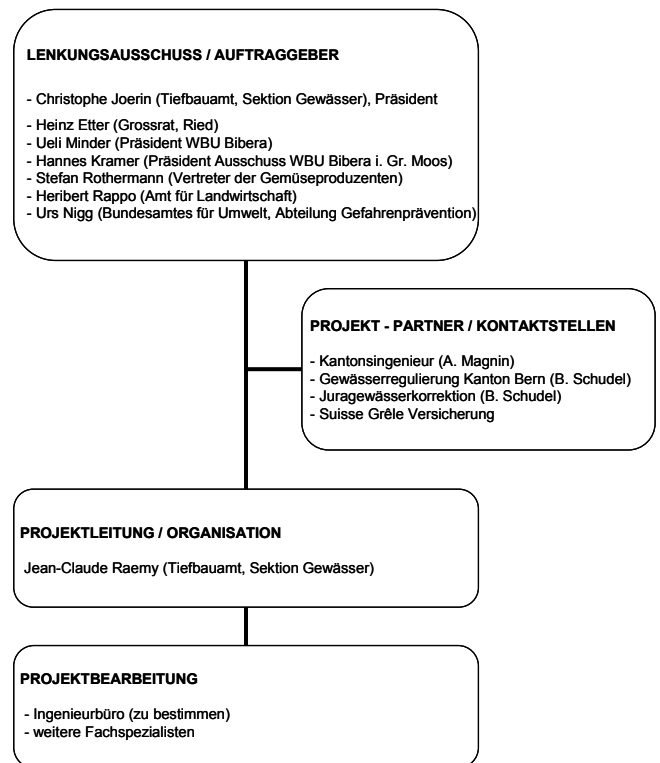 LENKUNGSAUSSCHUSS / AUFTRAGGEBER
- Christophe Joerin (Tiefbauamt, Sektion Gewässer), Präsident
- Heinz Etter (Grossrat, Ried)
- Ueli Minder (Präsident WBU Bibera)
- Hannes Kramer (Präsident Ausschuss WBU Bibera i. Gr. Moos)
- Stefan Rothermann (Vertreter der Gemüseproduzenten)
- Heribert Rappo (Amt für Landwirtschaft)
- Urs Nigg (Bundesamtes für Umwelt, Abteilung Gefahrenprävention)
PROJEKT - PARTNER / KONTAKTSTELLEN
- Kantonsingenieur (A. Magnin)
- Gewässerregulierung Kanton Bern (B. Schudel)
- Juragewässerkorrektion (B. Schudel)
- Suisse Grêle Versicherung
PROJEKTLEITUNG / ORGANISATION
Jean-Claude Raemy (Tiefbauamt, Sektion Gewässer)
PROJEKTBEARBEITUNG
- Ingenieurbüro (zu bestimmen)
- weitere Fachspezialisten